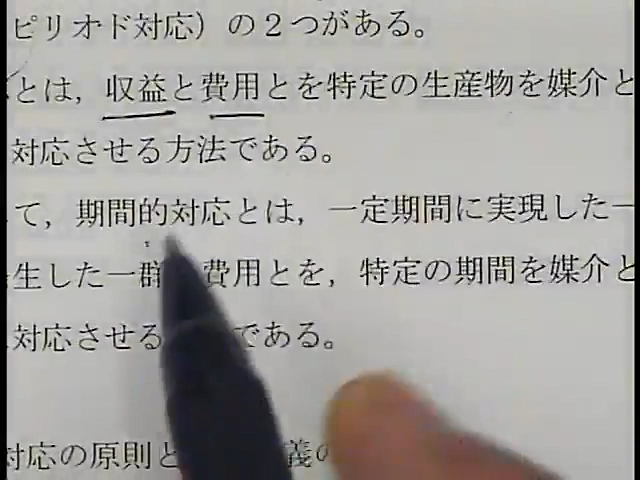 ピリオド対応）の２つがある。
とは，収益と費用とを特定の生産物を媒介と
対応させる方法である。
て，期間的対応とは，一定期間に実現した一
生した一群 費用とを，特定の期間を媒介と
対応させる である。
対応の原則と 義の